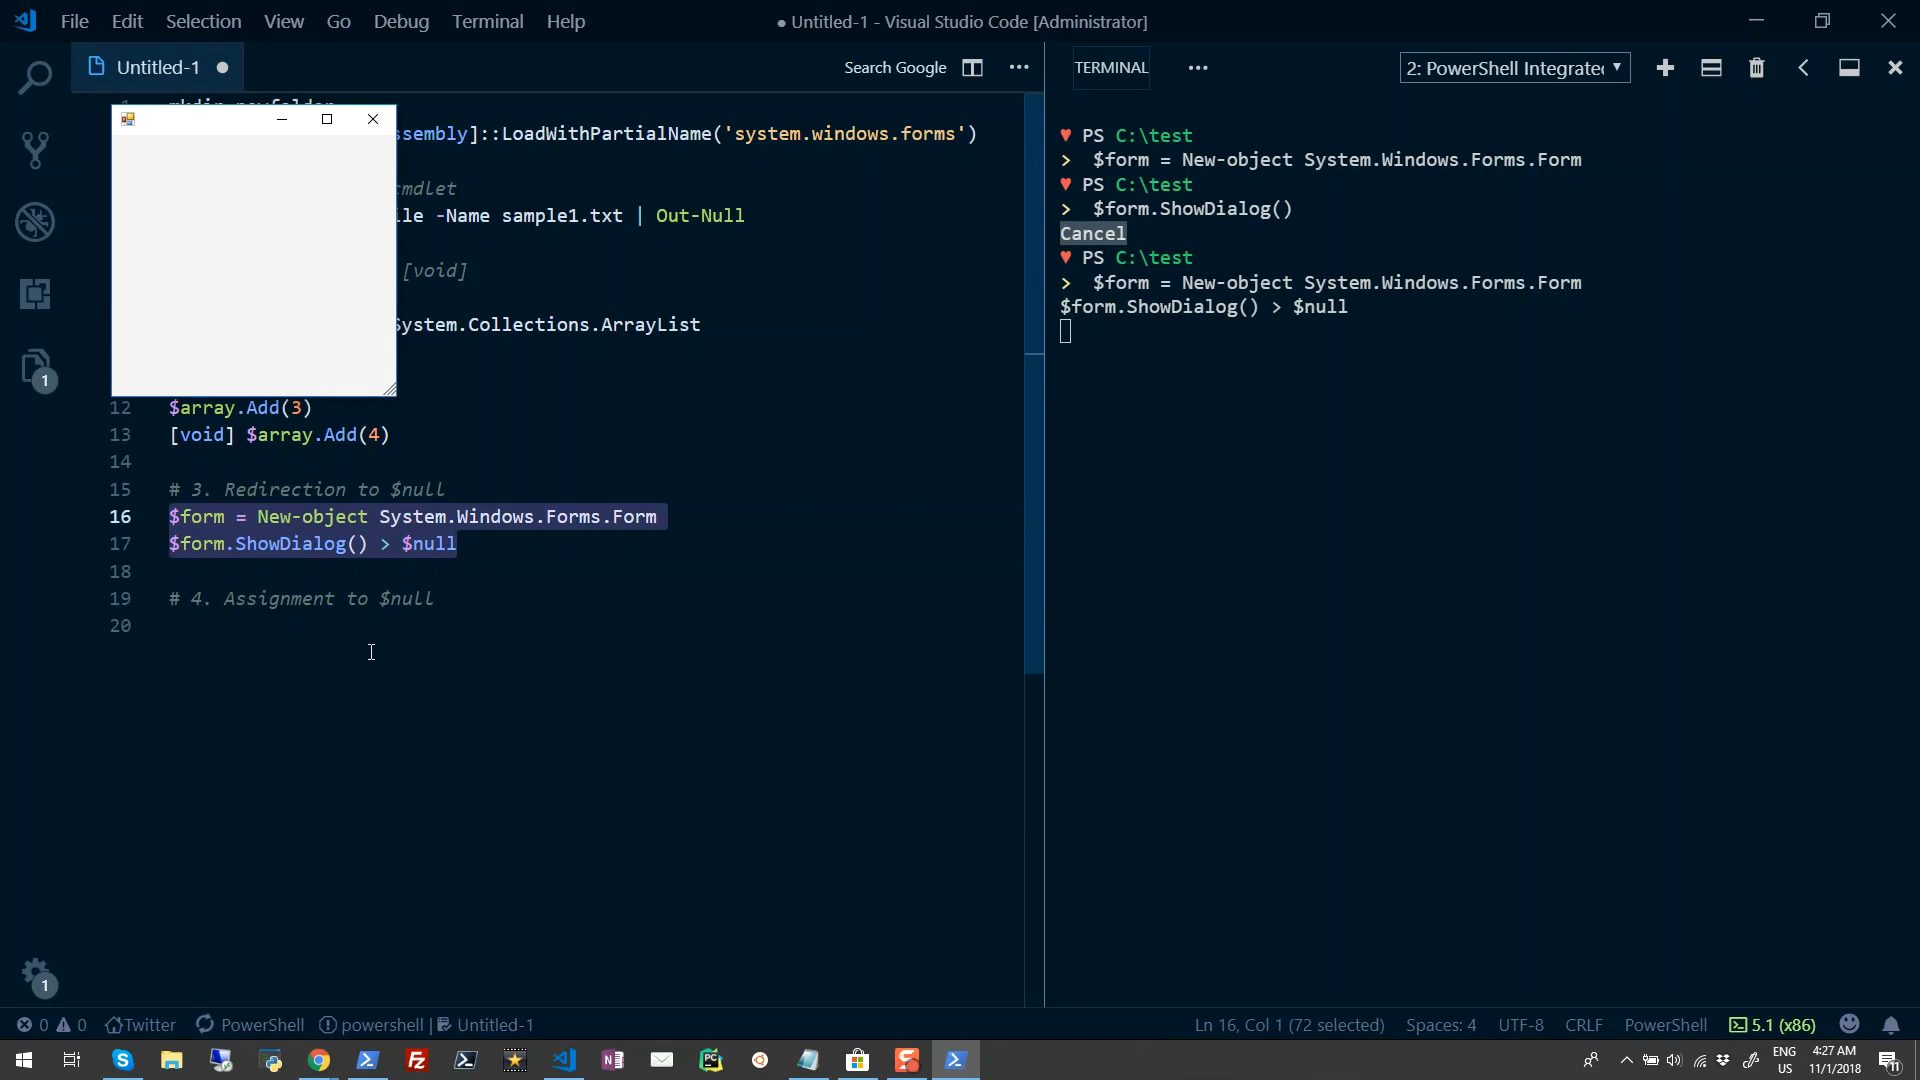 File Edit Selection View Go Debug Terminal Help
● Untitled-1 - Visual Studio Code [Administrator]
Untitled-1
Search Google
TERMINAL
2: PowerShell Integrate
ssembly]::LoadWithPartialName('system.windows.forms')
cmdlet
ile -Name sample1.txt | Out-Null
[void]
System.Collections.ArrayList
12 $array.Add(3)
13 [void] $array.Add(4)
14
15 # 3. Redirection to $null
16 $form = New-object System.Windows.Forms.Form
17 $form.ShowDialog() > $null
18
19 # 4. Assignment to $null
20
♥ PS C:\test
> $form = New-object System.Windows.Forms.Form
♥ PS C:\test
> $form.ShowDialog()
Cancel
♥ PS C:\test
> $form = New-object System.Windows.Forms.Form
$form.ShowDialog() > $null
1
1
0 0 Twitter PowerShell powershell | Untitled-1
Ln 16, Col 1 (72 selected) Spaces: 4 UTF-8 CRLF PowerShell 5.1 (x86)
ENG
US
4:27 AM
11/1/2018
11